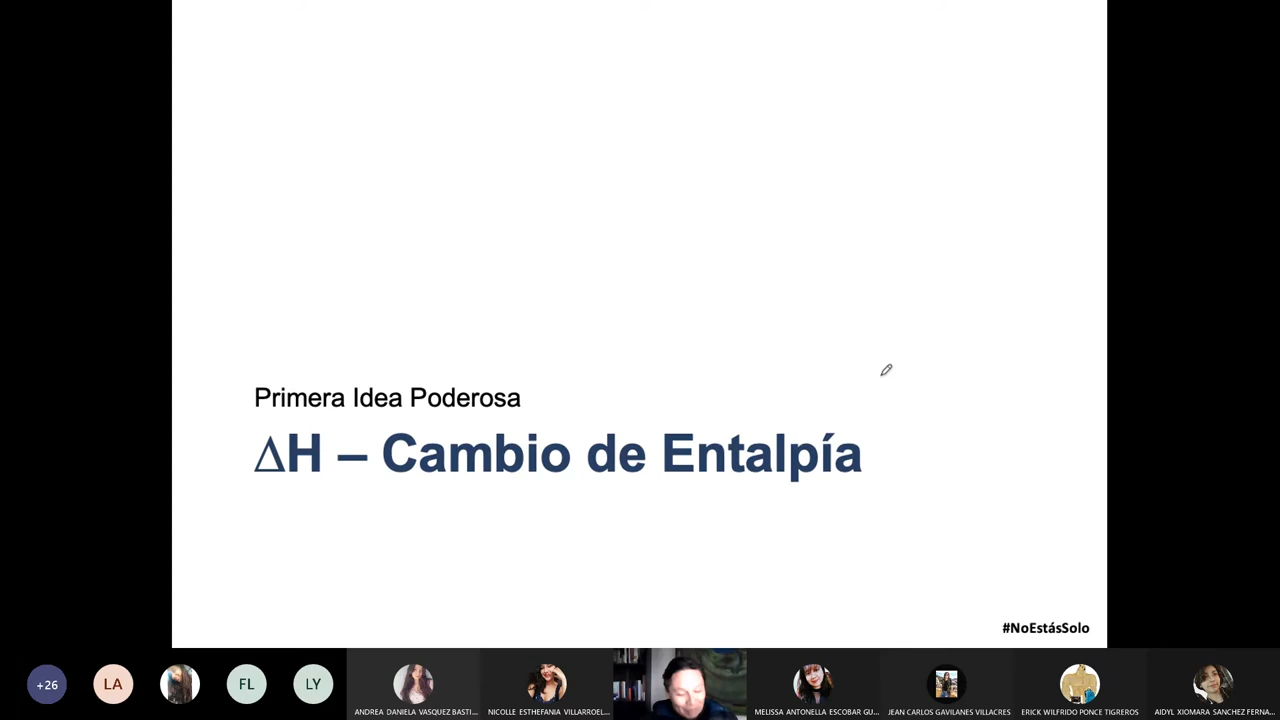 Primera Idea Poderosa
ΔH – Cambio de Entalpía
#NoEstásSolo
+26
LA
FL
LY
ANDREA DANIELA VASQUEZ BASTI...
NICOLLE ESTHEFANIA VILLARROEL...
MELISSA ANTONELLA ESCOBAR GU...
JEAN CARLOS GAVILANES VILLACRES
ERICK WILFRIDO PONCE TIGREROS
AIDYL XIOMARA SANCHEZ FERNA...